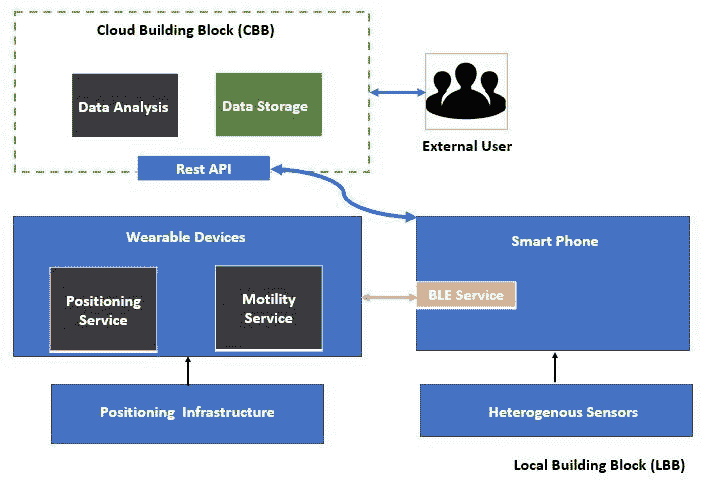 Cloud Building Block (CBB)
Data Analysis
Data Storage
External User
Rest API
Wearable Devices
Smart Phone
Positioning
Service
Motility
Service
BLE Service
Positioning Infrastructure
Heterogenous Sensors
Local Building Block (LBB)